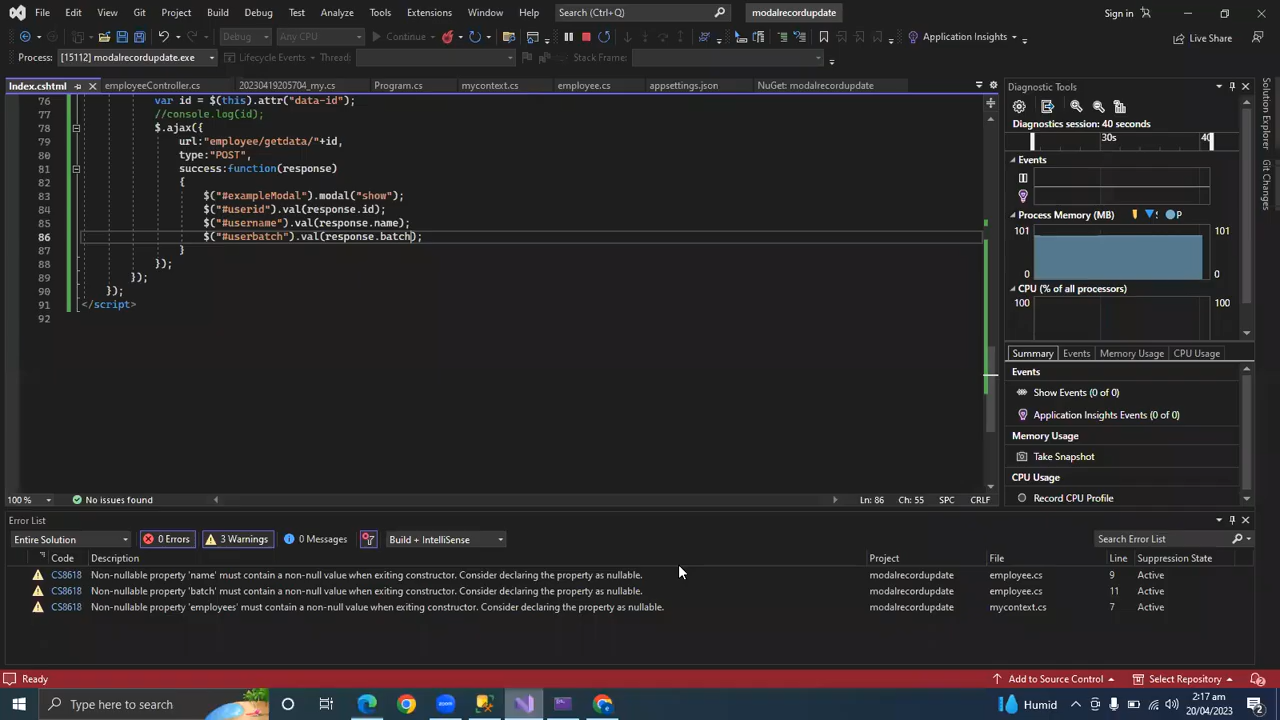 File Edit View Git Project Build Debug Test Analyze Tools Extensions Window Help Search (Ctrl+Q) modalrecordupdate Sign in
Debug Any CPU Continue Application Insights Live Share
Process: [15112] modalrecordupdate.exe Lifecycle Events Thread: Stack Frame:
Index.cshtml employeeController.cs 20230419205704_my.cs Program.cs mycontext.cs employee.cs appsettings.json NuGet: modalrecordupdate
76 var id = $(this).attr("data-id");
77 //console.log(id);
78 $.ajax({
79 url:"employee/getdata/"+id,
80 type:"POST",
81 success:function(response)
82 {
83 $("#exampleModal").modal("show");
84 $("#userid").val(response.id);
85 $("#username").val(response.name);
86 $("#userbatch").val(response.batch);
87 }
88 });
89 });
90 });
91 </script>
92
100 % No issues found Ln: 86 Ch: 55 SPC CRLF
Diagnostic Tools
Diagnostics session: 40 seconds
30s 40
Events
Process Memory (MB) P
101 101
0 0
CPU (% of all processors)
100 100
Summary Events Memory Usage CPU Usage
Events
Show Events (0 of 0)
Application Insights Events (0 of 0)
Memory Usage
Take Snapshot
CPU Usage
Record CPU Profile
Solution Explorer
Git Changes
Error List
Entire Solution 0 Errors 3 Warnings 0 Messages Build + IntelliSense Search Error List
Code Description Project File Line Suppression State
CS8618 Non-nullable property 'name' must contain a non-null value when exiting constructor. Consider declaring the property as nullable. modalrecordupdate employee.cs 9 Active
CS8618 Non-nullable property 'batch' must contain a non-null value when exiting constructor. Consider declaring the property as nullable. modalrecordupdate employee.cs 11 Active
CS8618 Non-nullable property 'employees' must contain a non-null value when exiting constructor. Consider declaring the property as nullable. modalrecordupdate mycontext.cs 7 Active
Ready Add to Source Control Select Repository 2
Type here to search zoom Humid 2:17 am
20/04/2023 2